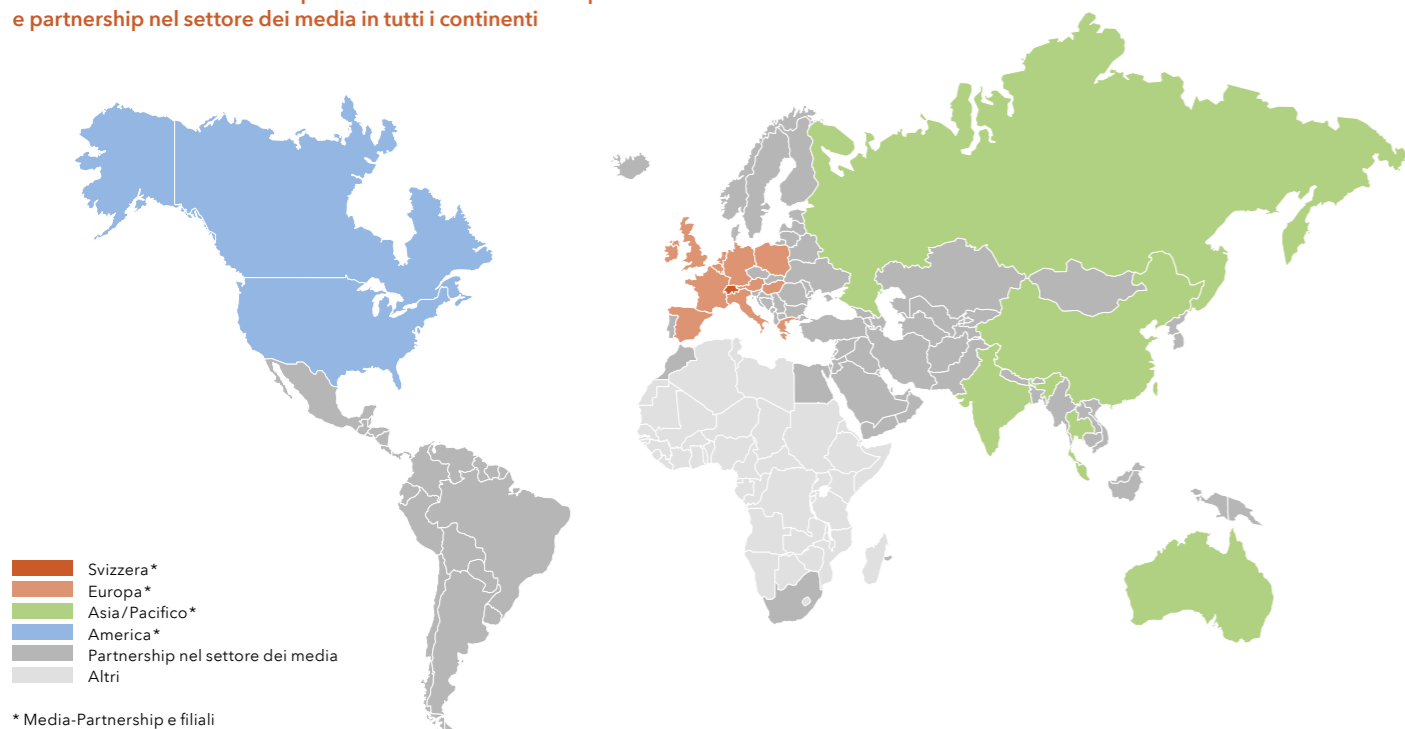 e partnership nel settore dei media in tutti i continenti
Svizzera*
Europa*
Asia/Pacifico*
America*
Partnership nel settore dei media
Altri
* Media-Partnership e filiali